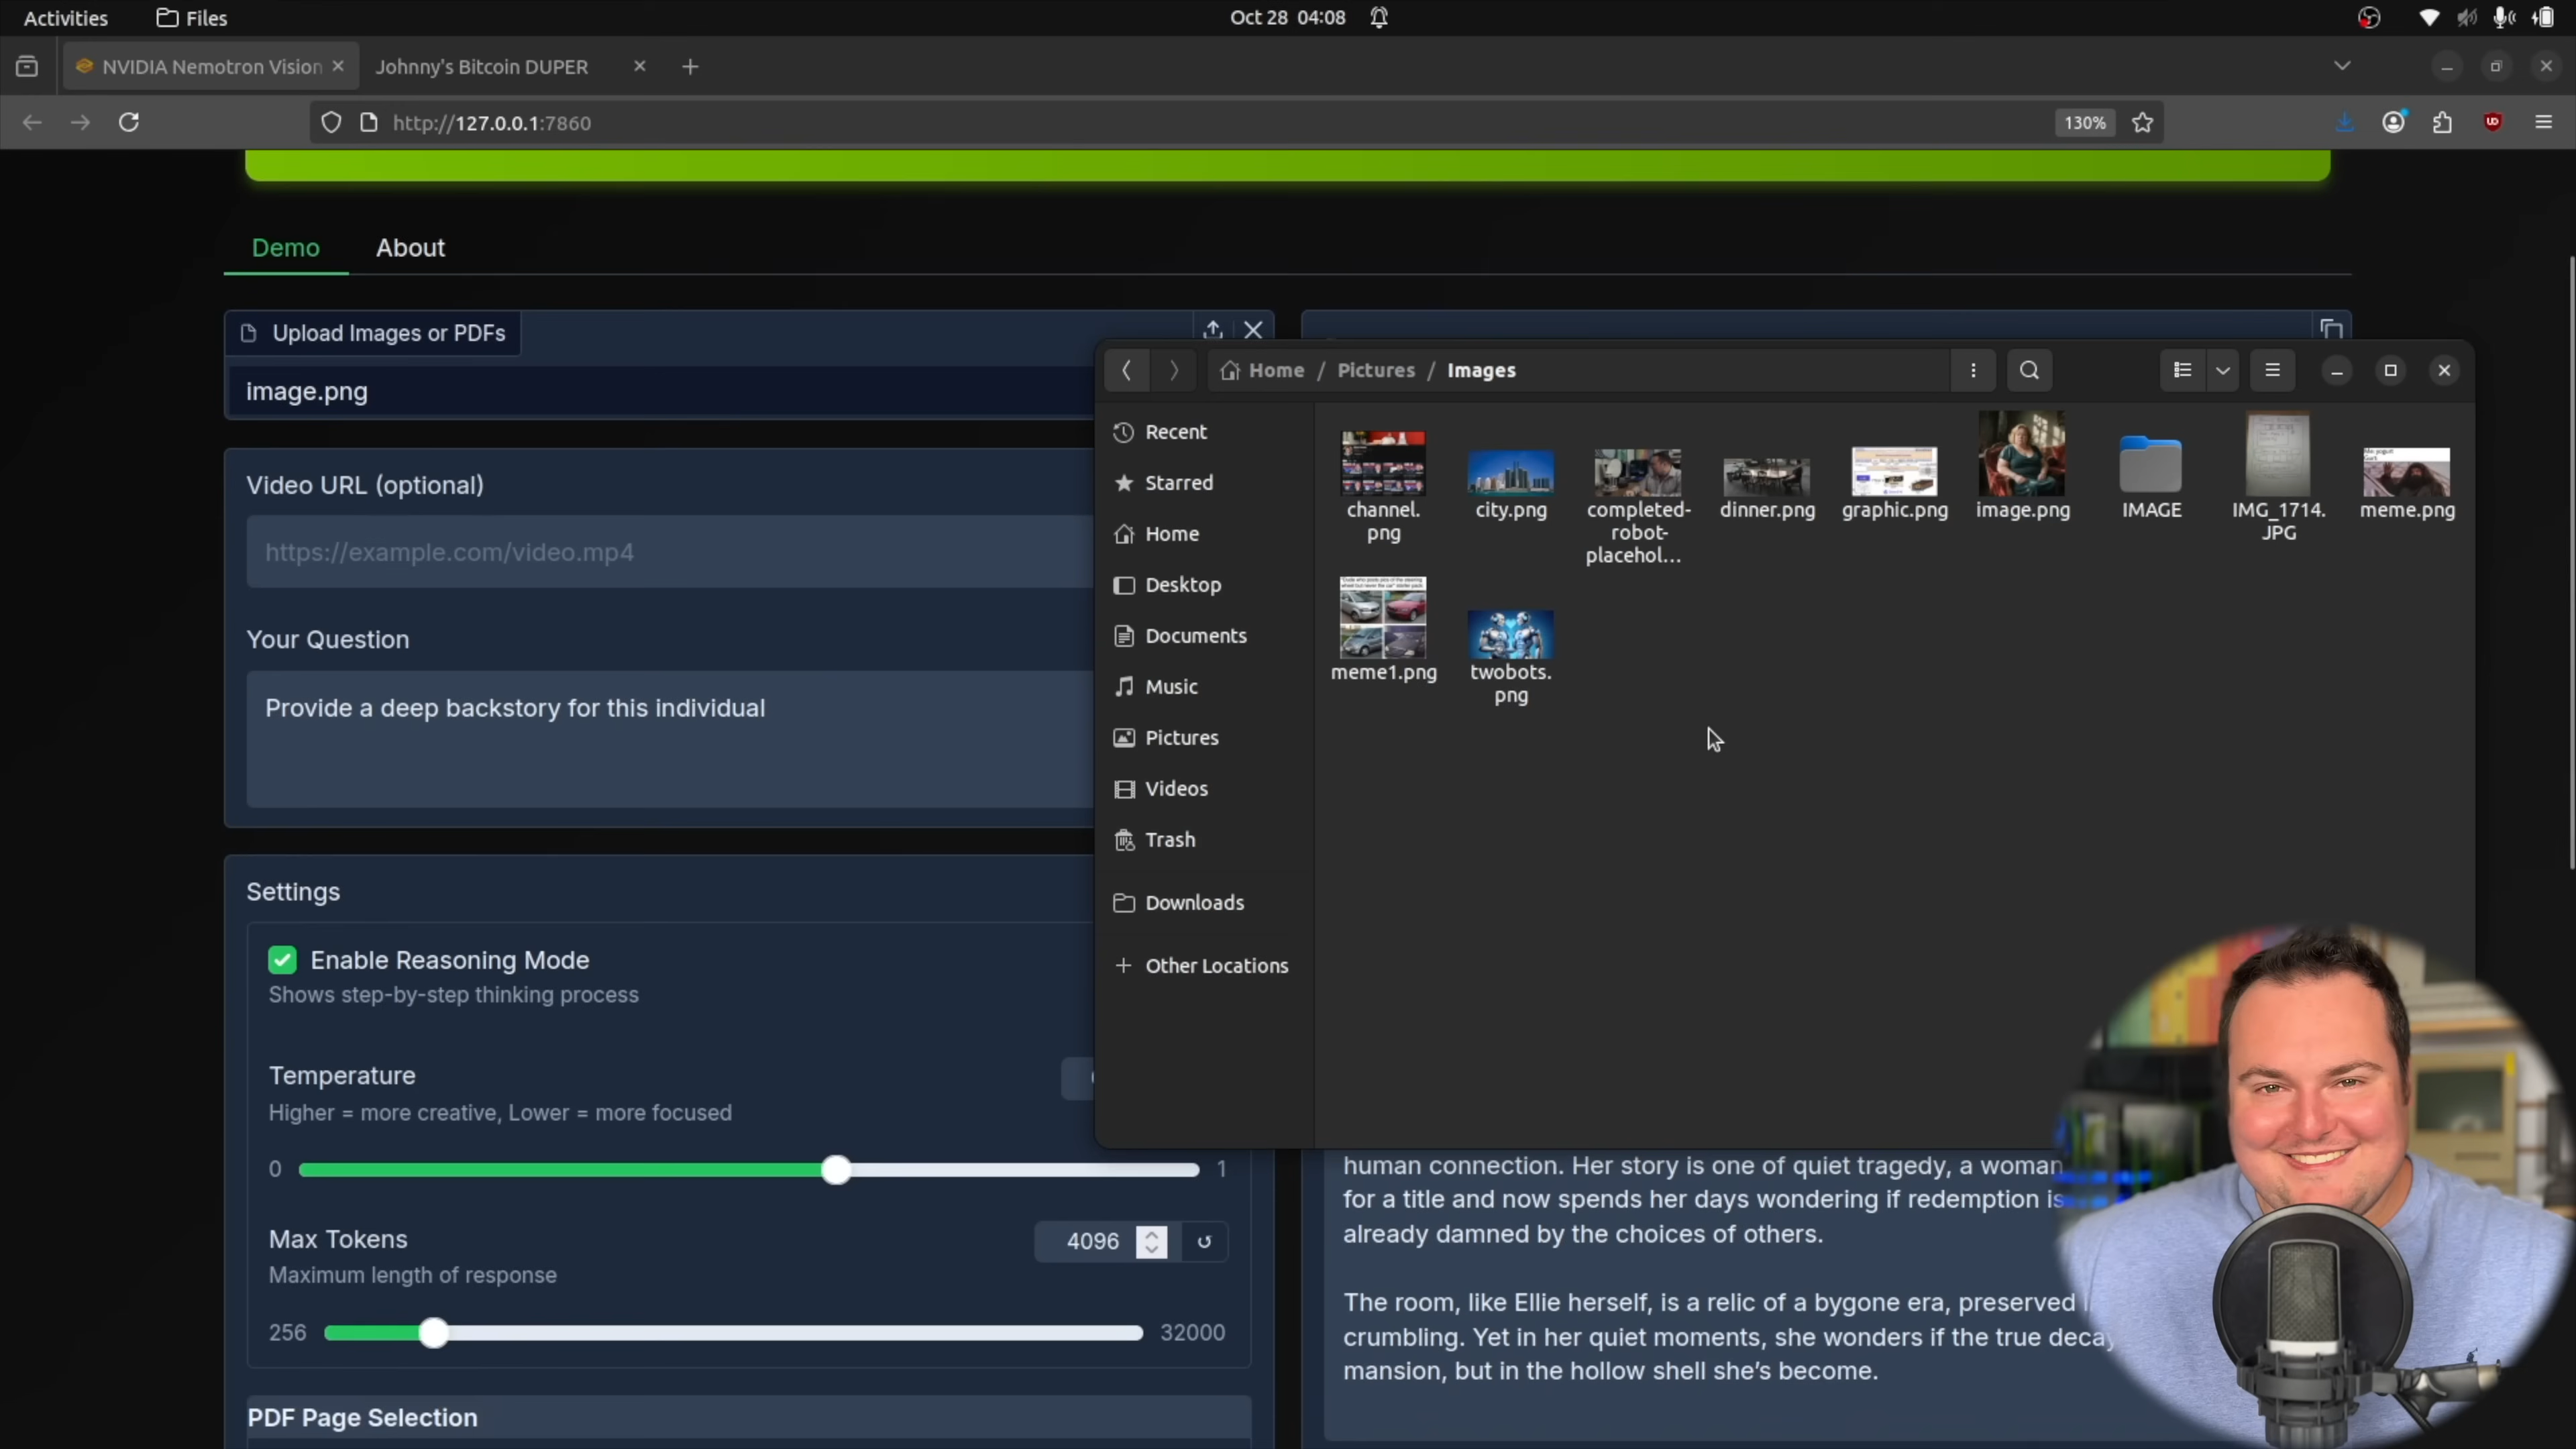 Activities
Files
Oct 28 04:08
NVIDIA Nemotron Vision
Johnny's Bitcoin DUPER
http://127.0.0.1:7860
130%
Demo
About
Upload Images or PDFs
image.png
Video URL (optional)
https://example.com/video.mp4
Your Question
Provide a deep backstory for this individual
Settings
Enable Reasoning Mode
Shows step-by-step thinking process
Temperature
Higher = more creative, Lower = more focused
0
1
Max Tokens
4096
Maximum length of response
256
32000
PDF Page Selection
Home / Pictures / Images
Recent
Starred
Home
Desktop
Documents
Music
Pictures
Videos
Trash
Downloads
Other Locations
channel.
png
city.png
completed-
robot-
placehol...
dinner.png
graphic.png
image.png
IMAGE
IMG_1714.
JPG
meme.png
meme1.png
twobots.
png
human connection. Her story is one of quiet tragedy, a woman
for a title and now spends her days wondering if redemption is
already damned by the choices of others.
The room, like Ellie herself, is a relic of a bygone era, preserved
crumbling. Yet in her quiet moments, she wonders if the true decay
mansion, but in the hollow shell she's become.